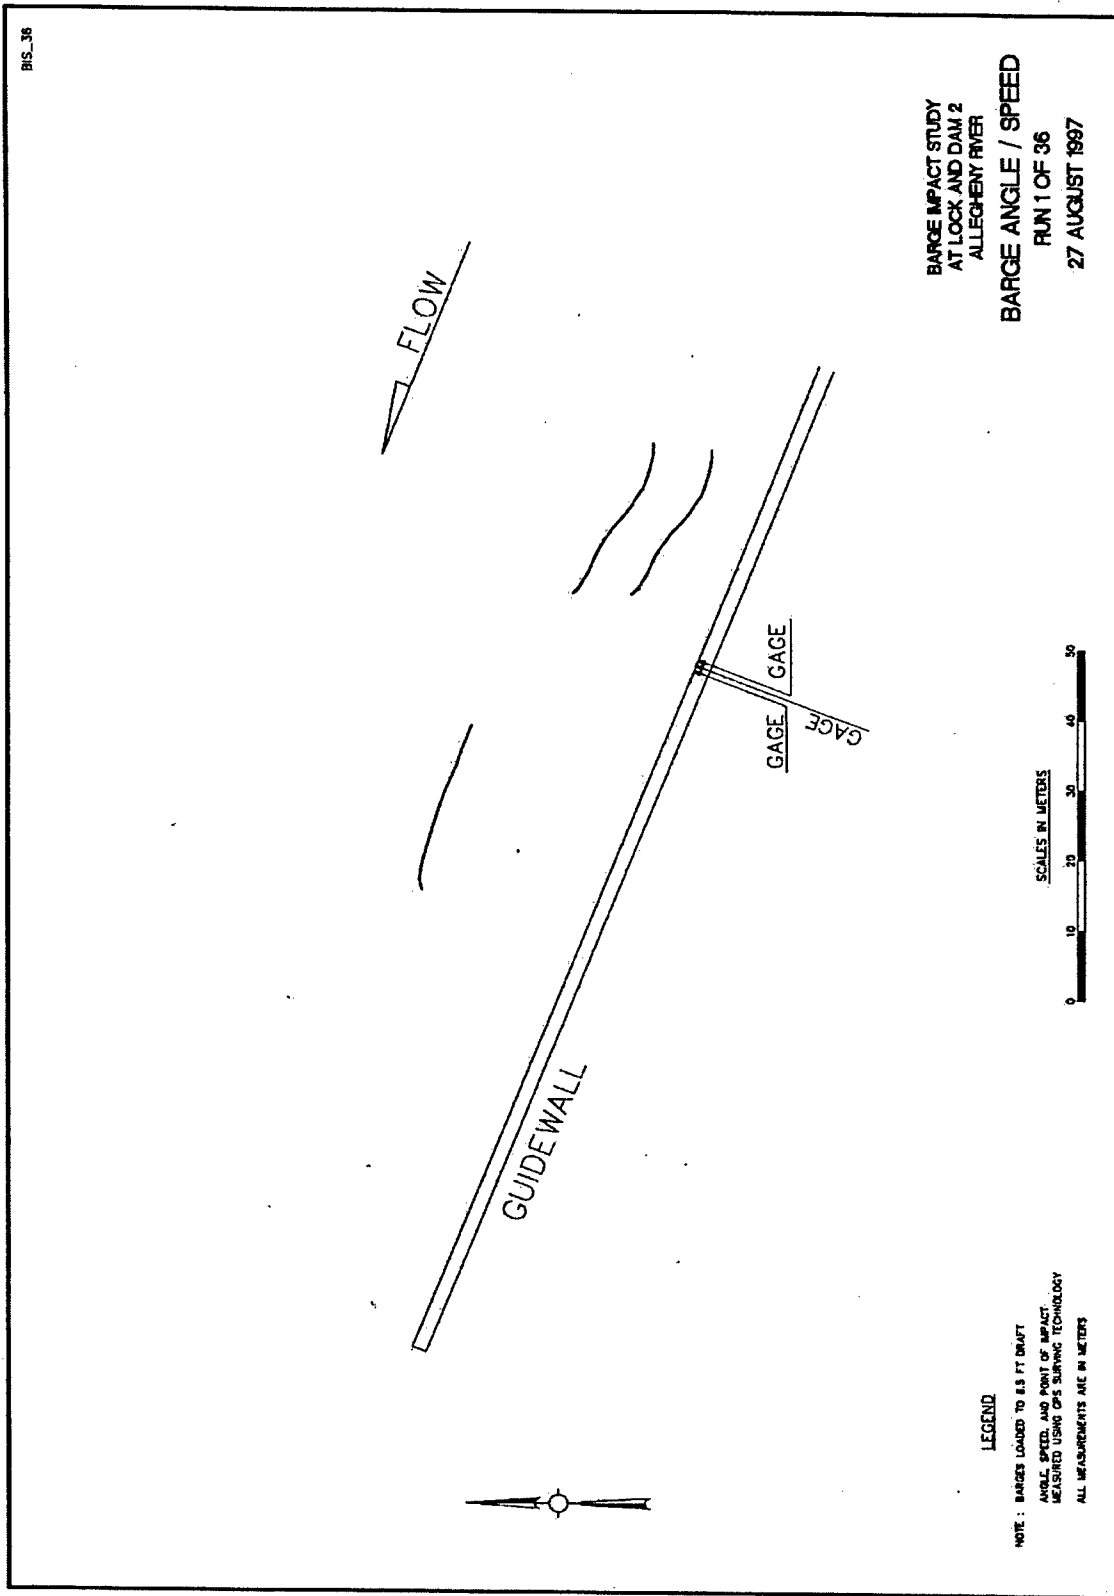 BIS_36
FLOW
GUIDEWALL
GAGE
GAGE
GAGE
BARGE IMPACT STUDY
AT LOCK AND DAM 2
ALLEGHENY RIVER
BARGE ANGLE / SPEED
RUN 1 OF 36
27 AUGUST 1997
SCALES IN METERS
0 10 20 30 40 50
LEGEND
NOTE : BARGES LOADED TO 8.5 FT DRAFT
ANGLE, SPEED, AND POINT OF IMPACT
MEASURED USING GPS SURVING TECHNOLOGY
ALL MEASUREMENTS ARE IN METERS